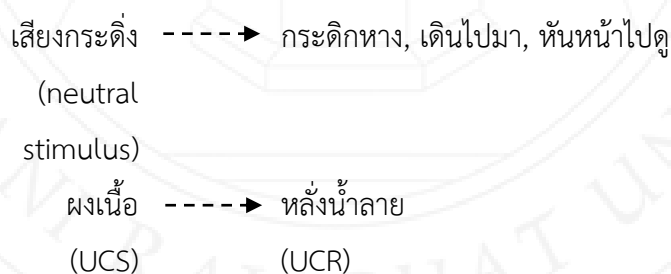 เสียงกระดิ่ง กระดิกหาง, เดินไปมา, หันหน้าไปดู
(neutral
stimulus)
ผงเนื้อ หลั่งน้ำลาย
(UCS) (UCR)